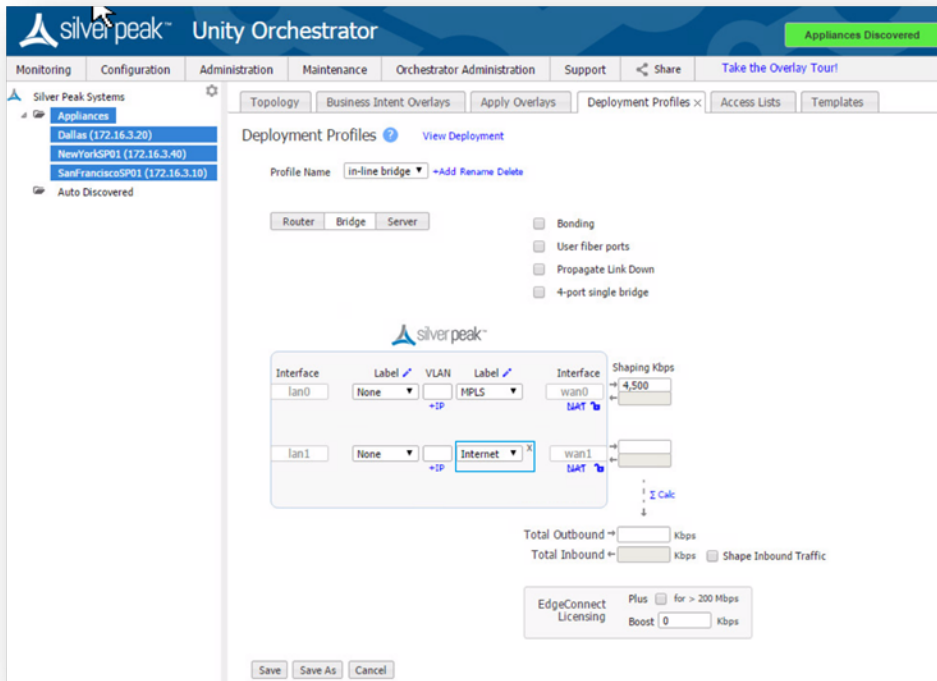 silver peak Unity Orchestrator Appliances Discovered
Monitoring Configuration Administration Maintenance Orchestrator Administration Support Share Take the Overlay Tour!
Silver Peak Systems
Appliances
Dallas (172.16.3.20)
NewYorkSP01 (172.16.3.40)
SanFranciscoSP01 (172.16.3.10)
Auto Discovered
Topology Business Intent Overlays Apply Overlays Deployment Profiles × Access Lists Templates
Deployment Profiles ? View Deployment
Profile Name in-line bridge +Add Rename Delete
Router Bridge Server
Bonding
User fiber ports
Propagate Link Down
4-port single bridge
silver peak
Interface Label VLAN Label Interface Shaping Kbps
lan0 None MPLS wan0 4,500
+IP NAT
lan1 None Internet X wan1
+IP NAT
Σ Calc
Total Outbound → Kbps
Total Inbound ← Kbps Shape Inbound Traffic
EdgeConnect Licensing Plus for > 200 Mbps
Boost 0 Kbps
Save Save As Cancel